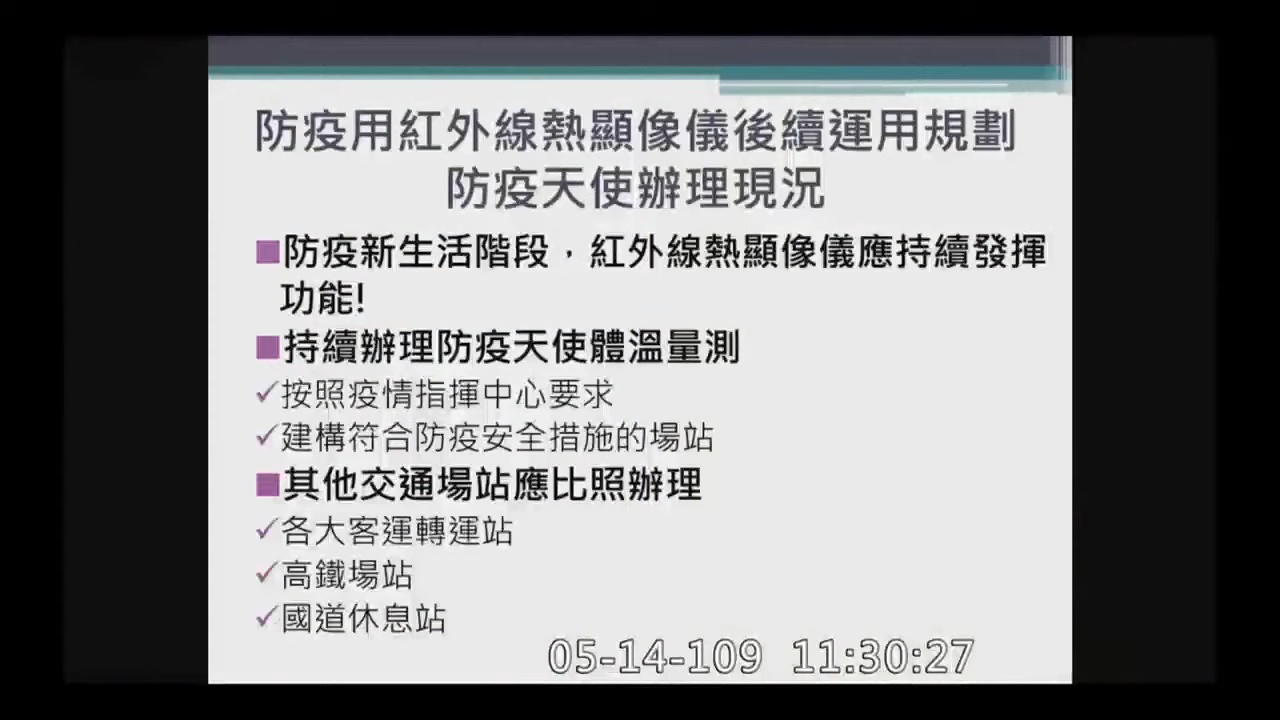 防疫用紅外線熱顯像儀後續運用規劃
防疫天使辦理現況
■防疫新生活階段，紅外線熱顯像儀應持續發揮
功能!
■持續辦理防疫天使體溫量測
✓按照疫情指揮中心要求
✓建構符合防疫安全措施的場站
■其他交通場站應比照辦理
✓各大客運轉運站
✓高鐵場站
✓國道休息站
05-14-109 11:30:27